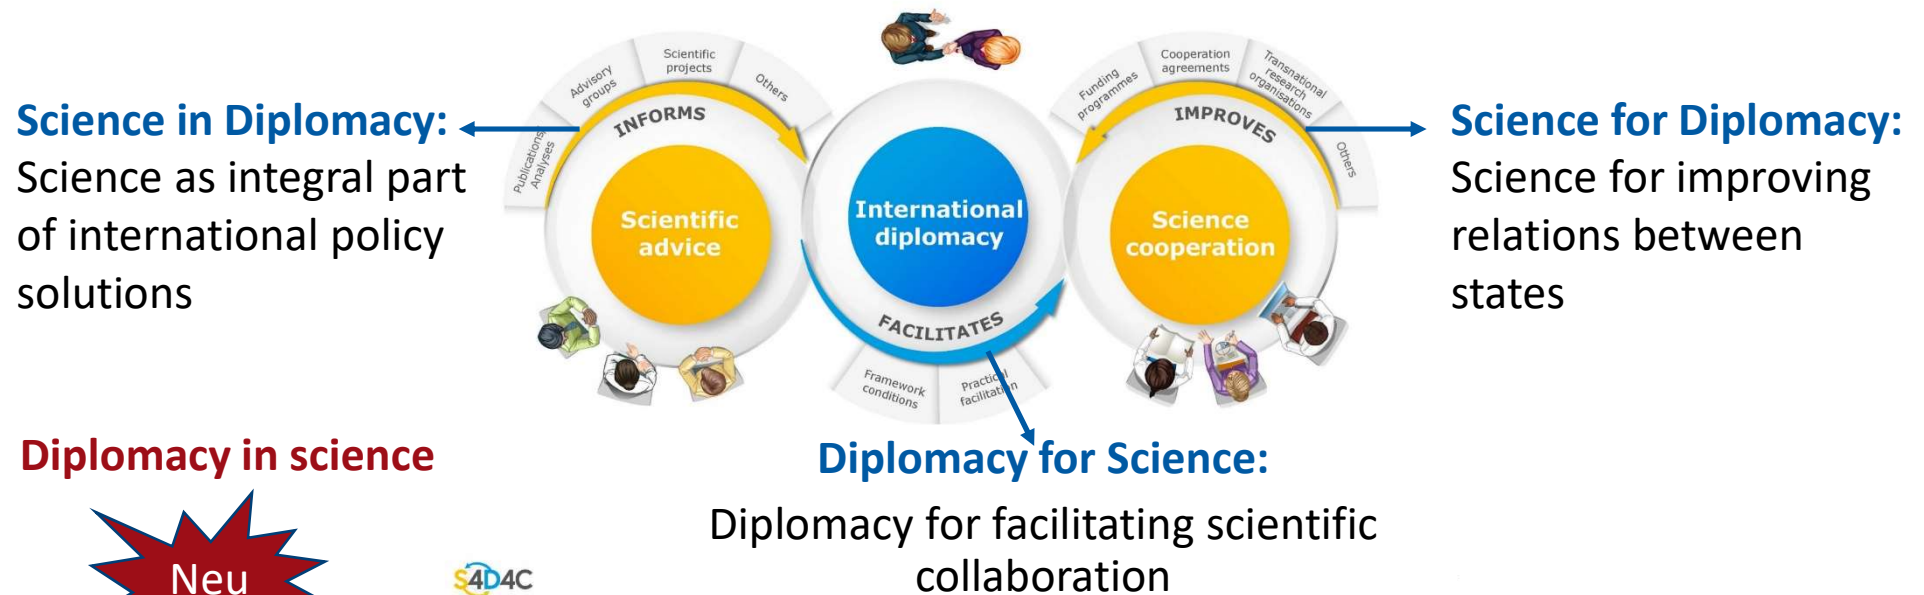 Science in Diplomacy:
Science as integral part
of international policy
solutions
Publications,
Analyses
Advisory
groups
Scientific
projects
Others
INFORMS
Scientific
advice
International
diplomacy
FACILITATES
Framework
conditions
Practical
facilitation
Funding
programmes
Cooperation
agreements
Transnational
research
organisations
Others
IMPROVES
Science
cooperation
Science for Diplomacy:
Science for improving
relations between
states
Diplomacy in science
Neu
S4D4C
Diplomacy for Science:
Diplomacy for facilitating scientific
collaboration